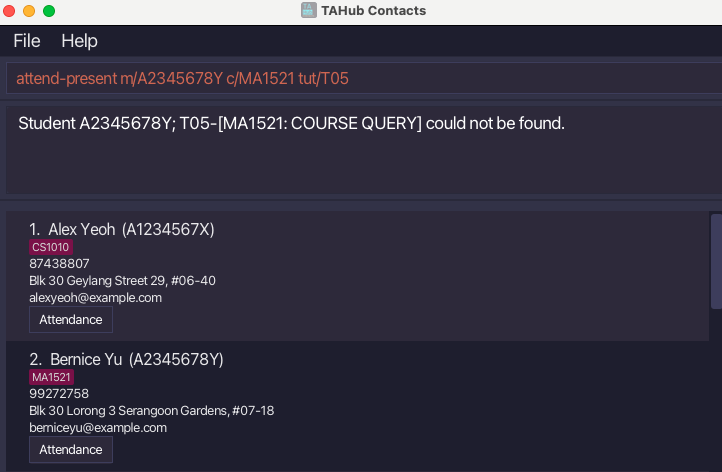 TAHub Contacts
File Help
attend-present m/A2345678Y c/MA1521 tut/T05
Student A2345678Y; T05-[MA1521: COURSE QUERY] could not be found.
1. Alex Yeoh (A1234567X)
CS1010
87438807
Blk 30 Geylang Street 29, #06-40
alexyeoh@example.com
Attendance
2. Bernice Yu (A2345678Y)
MA1521
99272758
Blk 30 Lorong 3 Serangoon Gardens, #07-18
berniceyu@example.com
Attendance